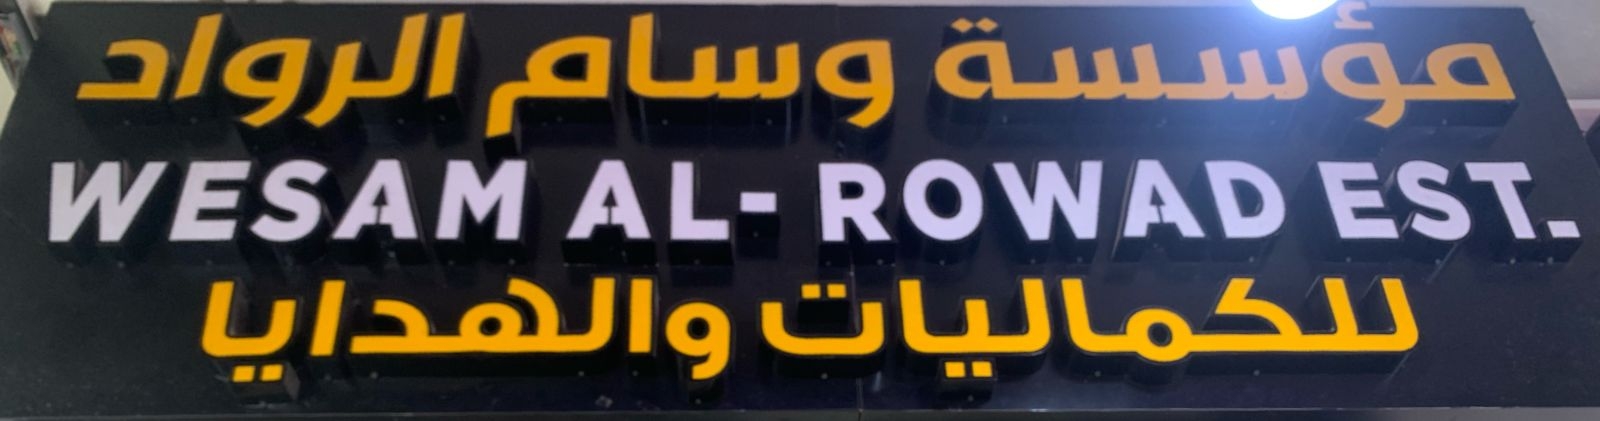 مؤسسة وسام الرواد
WESAM AL- ROWAD EST.
للكماليات والهدايا